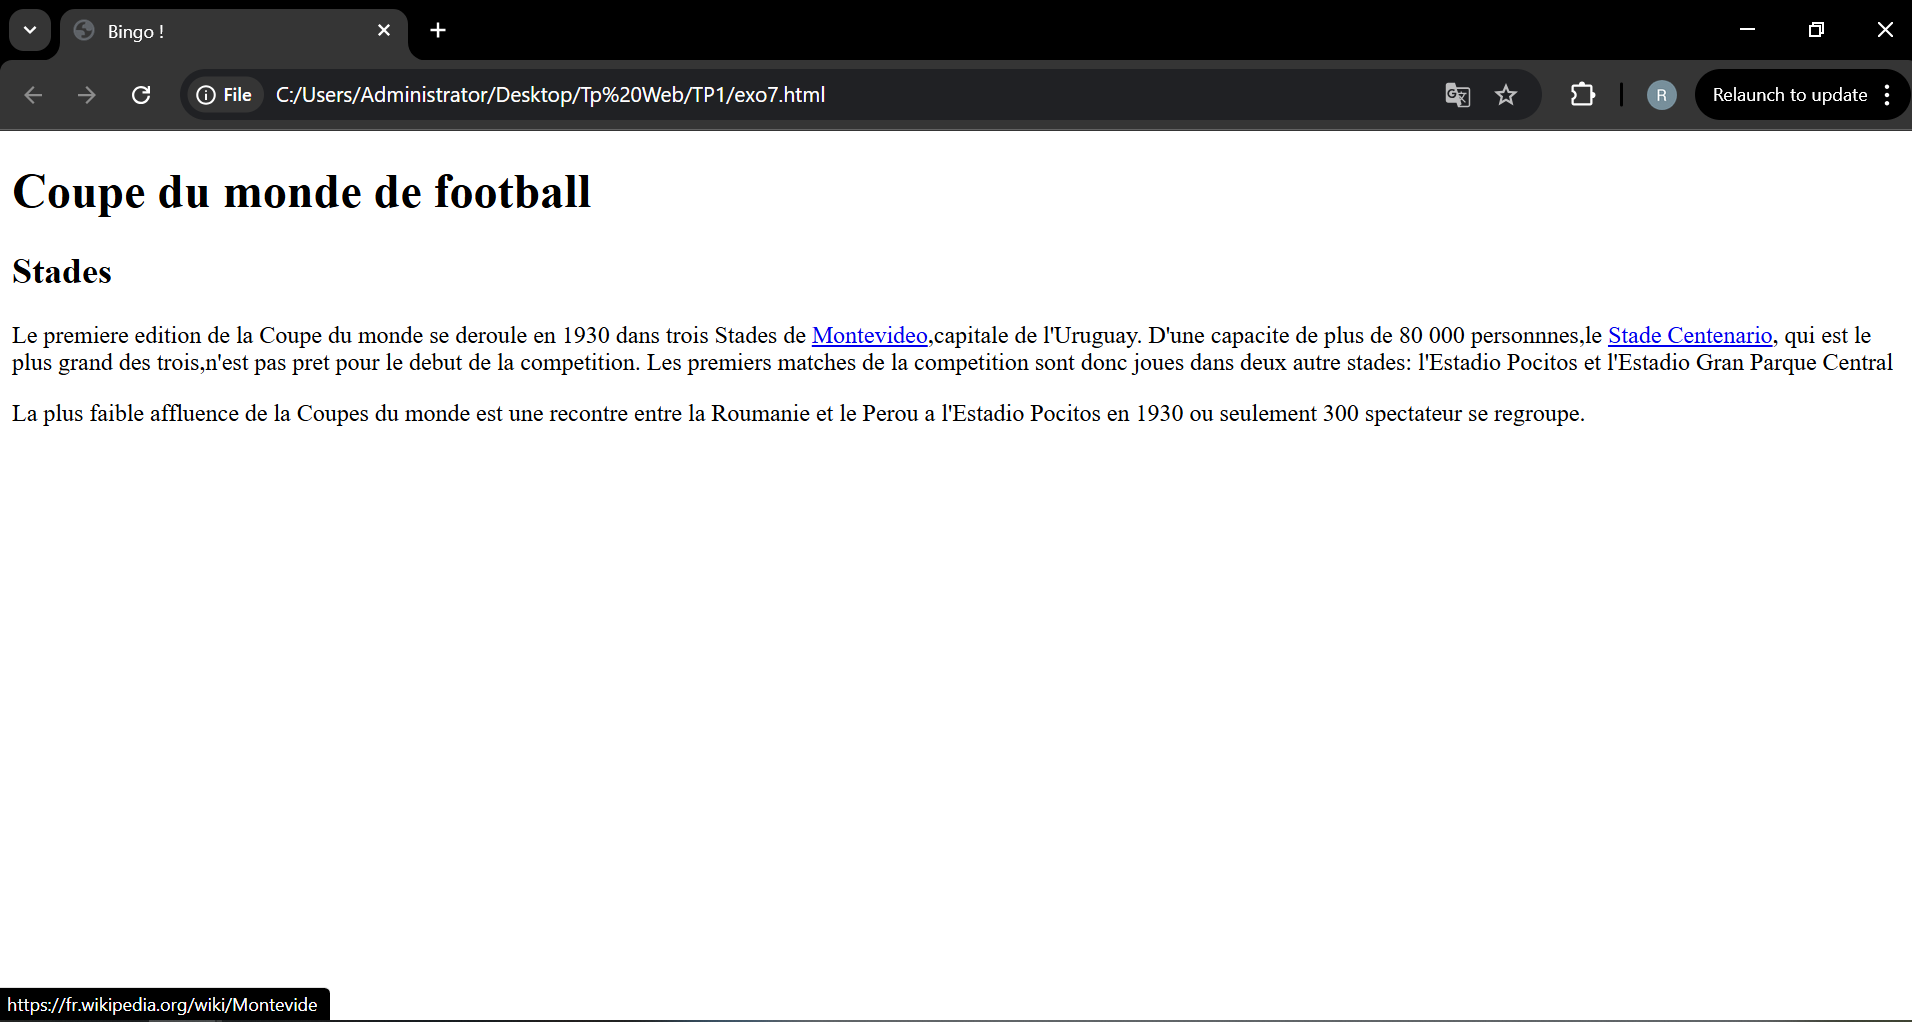 Bingo !
File
C:/Users/Administrator/Desktop/Tp%20Web/TP1/exo7.html
R
Relaunch to update
Coupe du monde de football
Stades
Le premiere edition de la Coupe du monde se deroule en 1930 dans trois Stades de Montevideo,capitale de l'Uruguay. D'une capacite de plus de 80 000 personnnes,le Stade Centenario, qui est le
plus grand des trois,n'est pas pret pour le debut de la competition. Les premiers matches de la competition sont donc joues dans deux autre stades: l'Estadio Pocitos et l'Estadio Gran Parque Central
La plus faible affluence de la Coupes du monde est une recontre entre la Roumanie et le Perou a l'Estadio Pocitos en 1930 ou seulement 300 spectateur se regroupe.
https://fr.wikipedia.org/wiki/Montevide